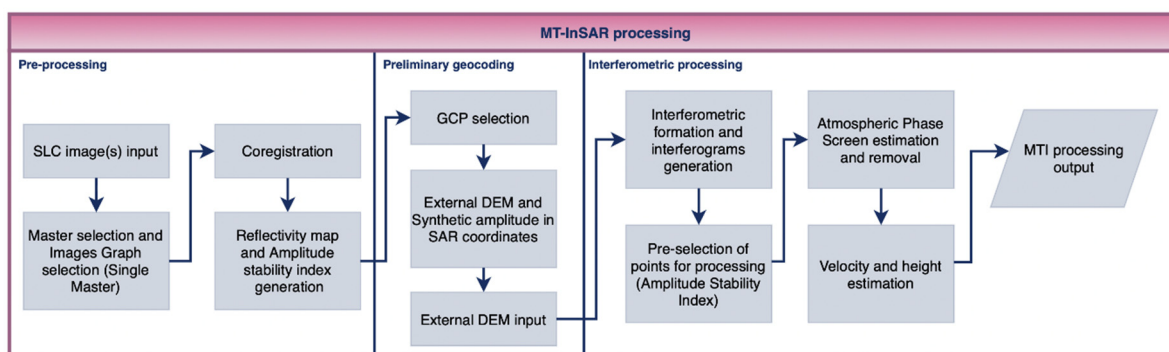 MT-InSAR processing
Pre-processing
SLC image(s) input
Master selection and
Images Graph
selection (Single
Master)
Coregistration
Reflectivity map
and Amplitude
stability index
generation
Preliminary geocoding
GCP selection
External DEM and
Synthetic amplitude in
SAR coordinates
External DEM input
Interferometric processing
Interferometric
formation and
interferograms
generation
Pre-selection of
points for processing
(Amplitude Stability
Index)
Atmospheric Phase
Screen estimation
and removal
Velocity and height
estimation
MTI processing
output